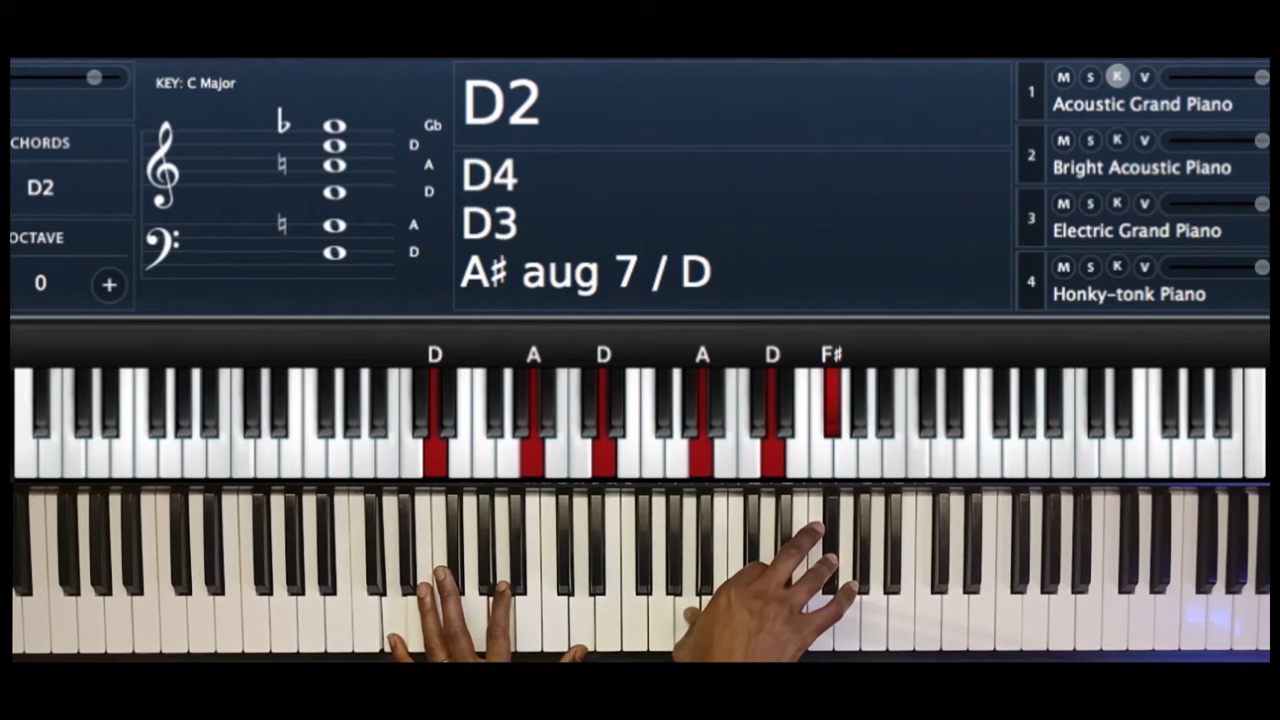 KEY: C Major
CHORDS
D2
OCTAVE
0 +
Gb
D
A
D
A
D
D2
D4
D3
A♯ aug 7 / D
1 M S K V
Acoustic Grand Piano
2 M S K V
Bright Acoustic Piano
3 M S K V
Electric Grand Piano
4 M S K V
Honky-tonk Piano
D A D A D F♯